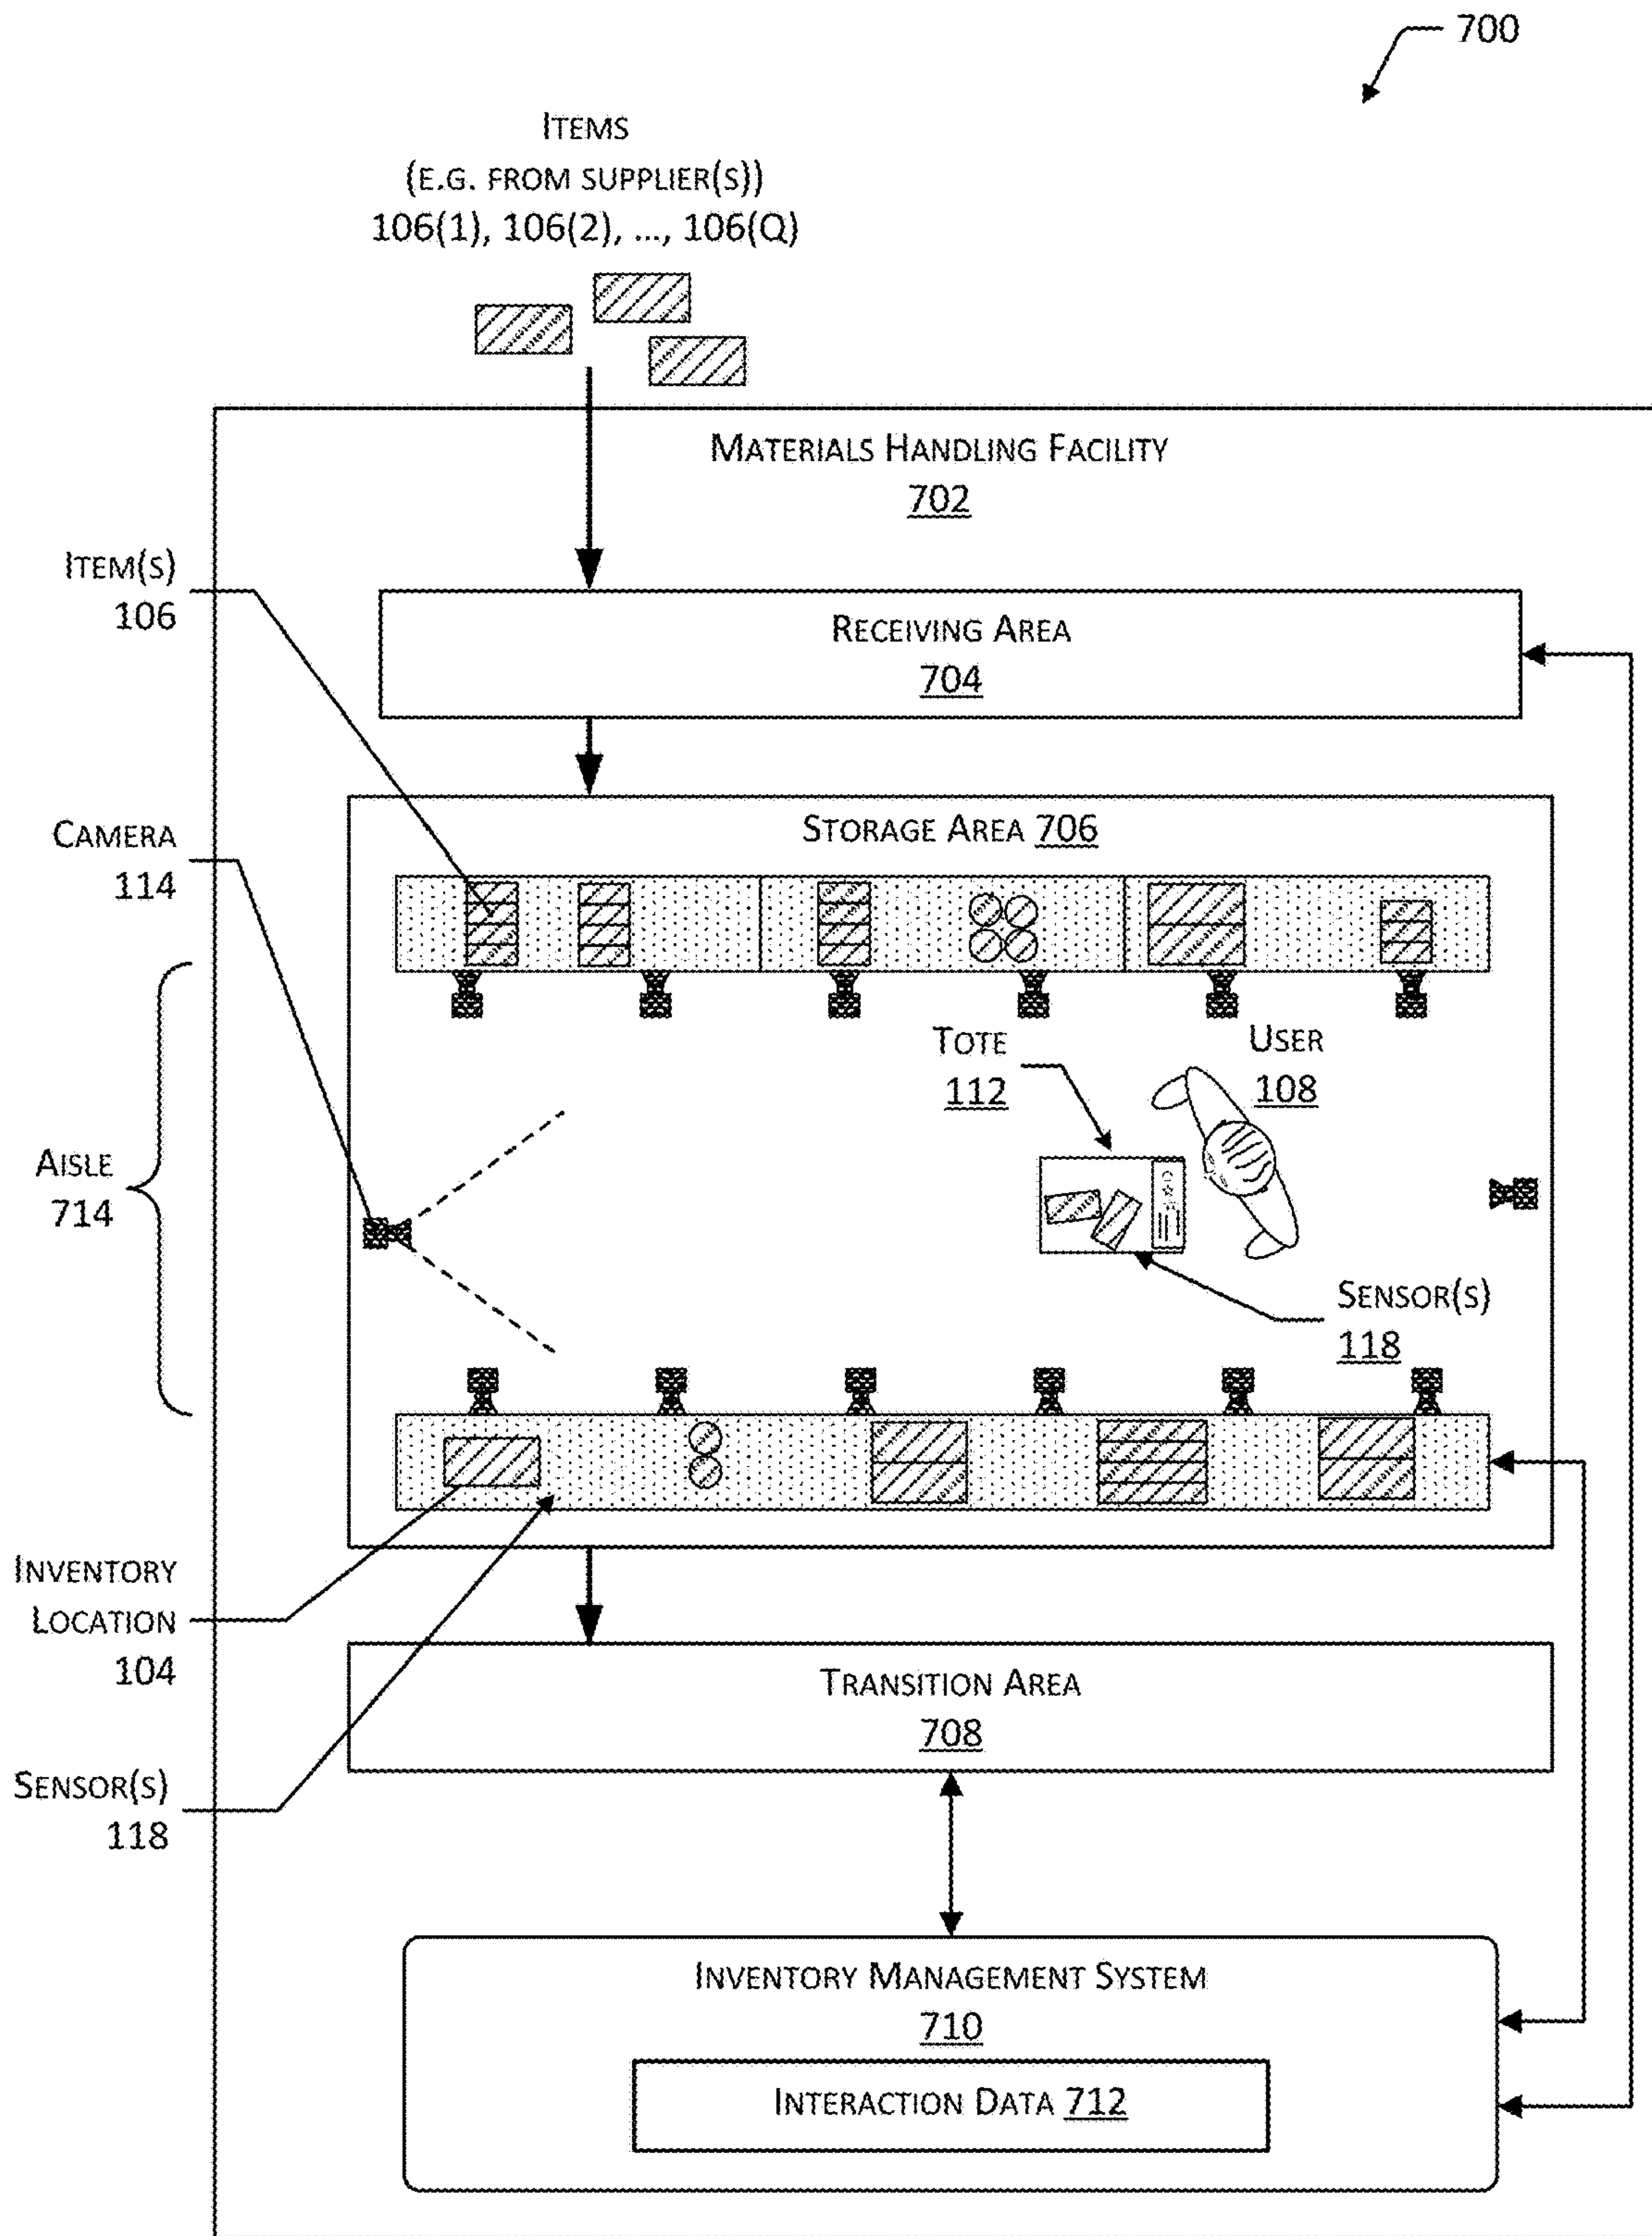 700
Items
(e.g. from supplier(s))
106(1), 106(2), ..., 106(Q)
Materials Handling Facility
702
Item(s)
106
Receiving Area
704
Camera
114
Storage Area 706
Tote
112
User
108
Aisle
714
Sensor(s)
118
Inventory
Location
104
Transition Area
708
Sensor(s)
118
Inventory Management System
710
Interaction Data 712